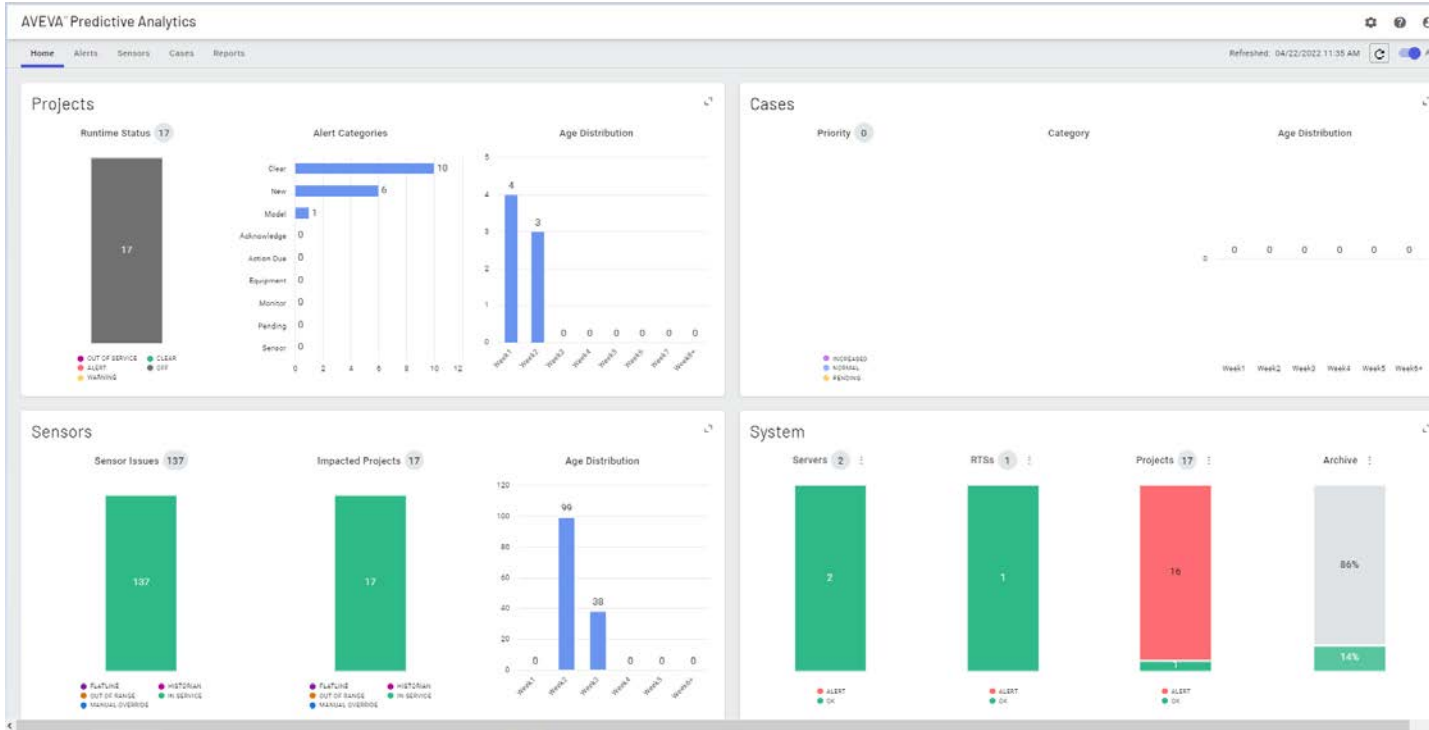 AVEVA™ Predictive Analytics
Home Alerts Sensors Cases Reports
Refreshed: 04/22/2022 11:35 AM
Projects
Runtime Status 17
17
OUT OF SERVICE CLEAR
ALERT OFF
WARNING
Alert Categories
Clear 10
New 6
Model 1
Acknowledge 0
Action Due 0
Equipment 0
Monitor 0
Pending 0
Sensor 0
0 2 4 6 8 10 12
Age Distribution
5
4
3
2
1
0
4 3 0 0 0 0 0 0
Week1 Week2 Week3 Week4 Week5 Week6 Week7 Week8+
Cases
Priority 0
INCREASED
NORMAL
PENDING
Category
Age Distribution
0 0 0 0 0 0
0
Week1 Week2 Week3 Week4 Week5 Week6+
Sensors
Sensor Issues 137
137
FLATLINE HISTORIAN
OUT OF RANGE IN SERVICE
MANUAL OVERRIDE
Impacted Projects 17
17
FLATLINE HISTORIAN
OUT OF RANGE IN SERVICE
MANUAL OVERRIDE
Age Distribution
120
100
80
60
40
20
0
0 99 38 0 0 0
Week1 Week2 Week3 Week4 Week5 Week6+
System
Servers 2
2
ALERT
OK
RTSs 1
1
ALERT
OK
Projects 17
16
1
ALERT
OK
Archive
86%
14%